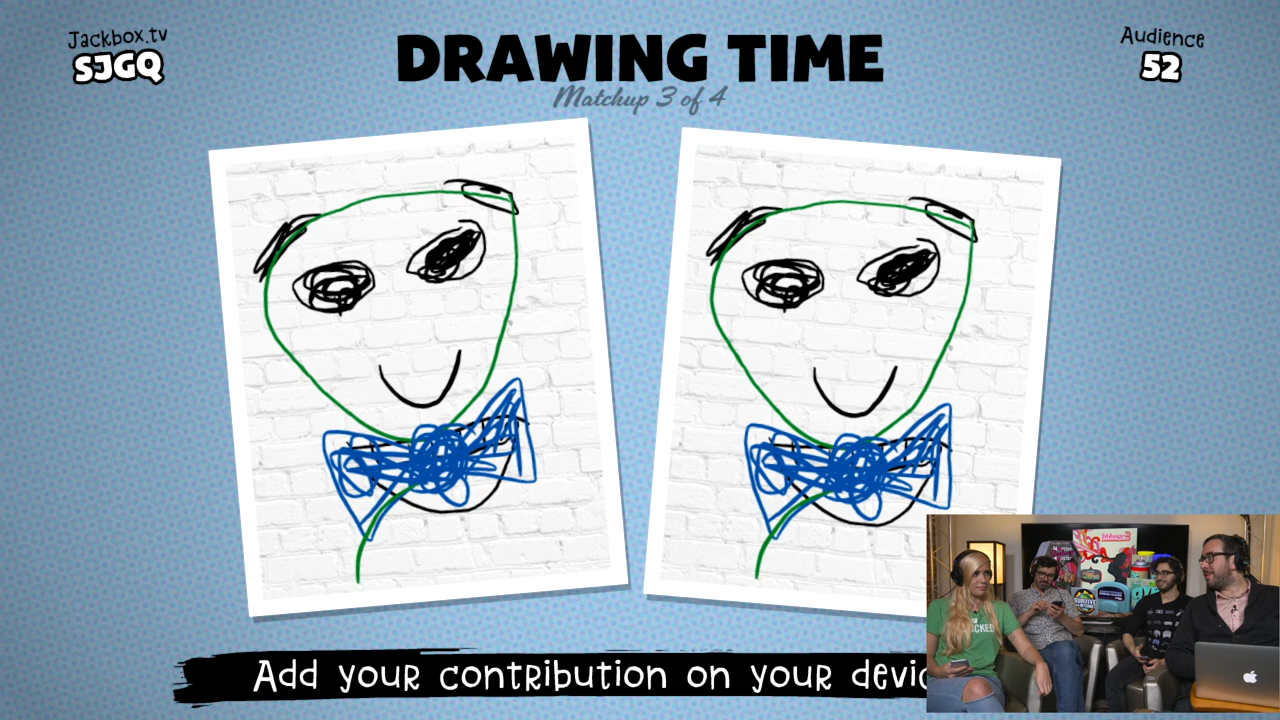 Jackbox.tv
SJGQ
DRAWING TIME
Matchup 3 of 4
Audience
52
Add your contribution on your devic